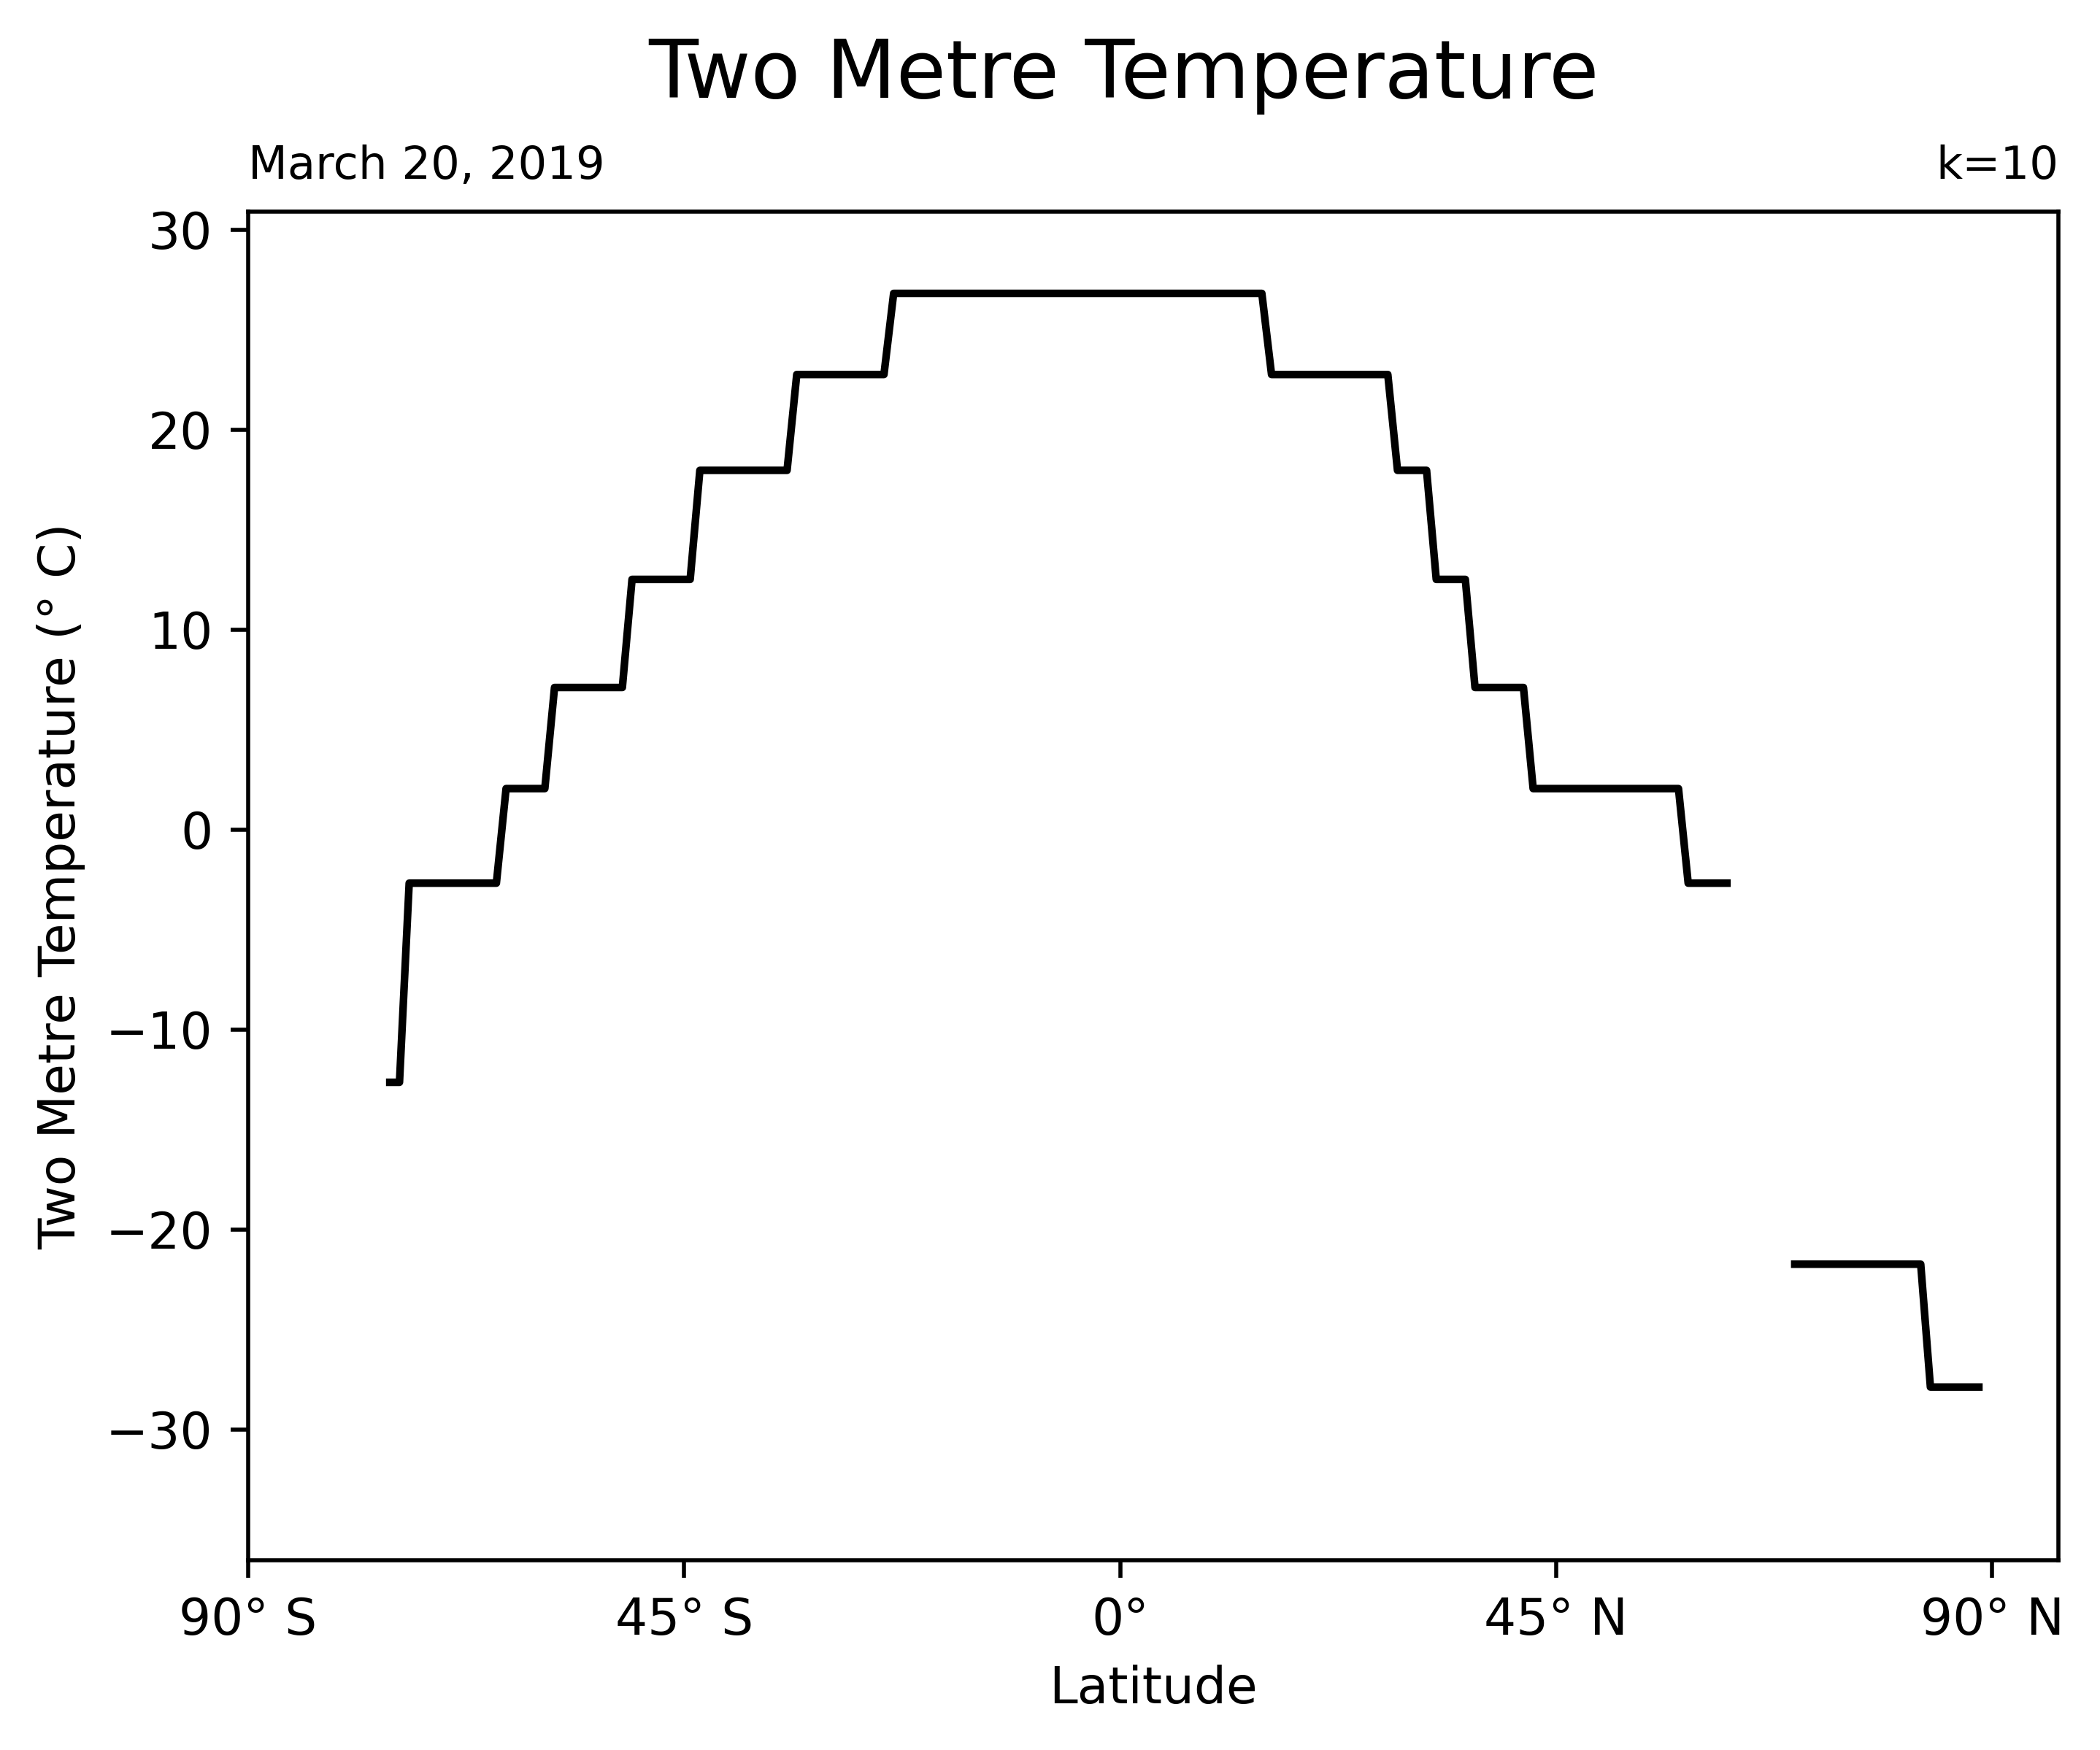 Two Metre Temperature
March 20, 2019
k=10
30
20
10
0
−10
−20
−30
Two Metre Temperature (° C)
90° S
45° S
0°
45° N
90° N
Latitude